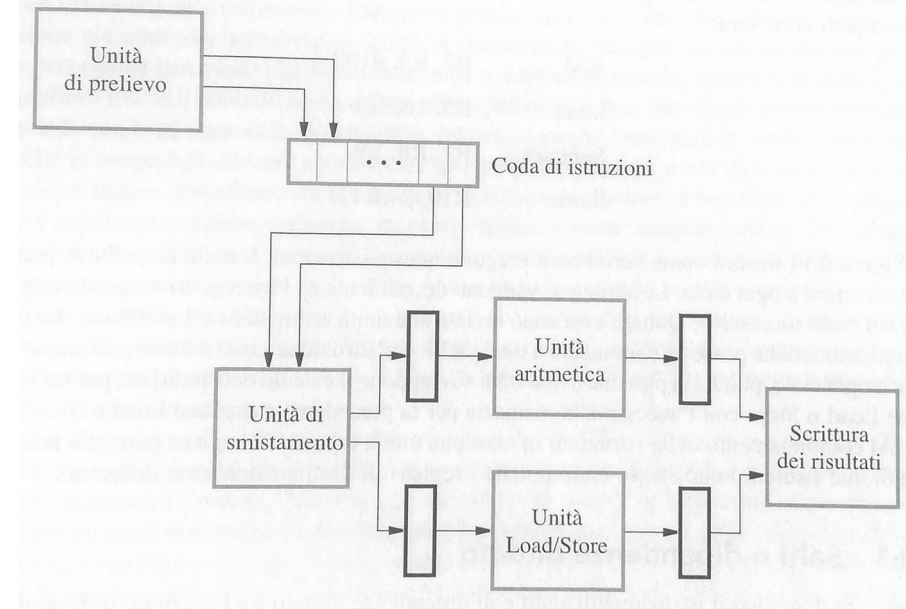 Unità
di prelievo
Coda di istruzioni
Unità
aritmetica
Unità di
smistamento
Scrittura
dei risultati
Unità
Load/Store